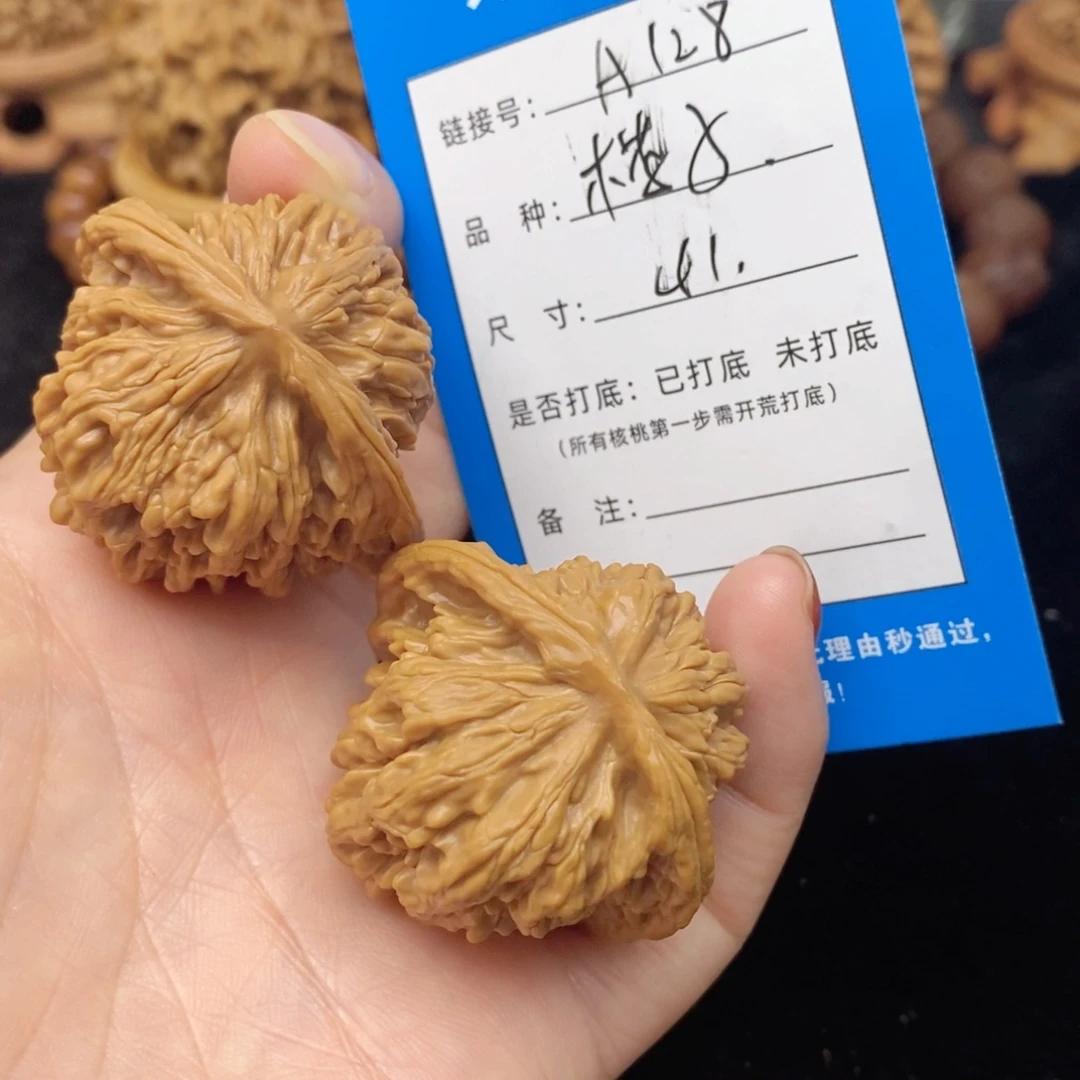 链接号: A128
品 种:
尺 寸: 41.
是否打底: 已打底 未打底
(所有核桃第一步需开荒打底)
备 注:
理由秒通过,
!